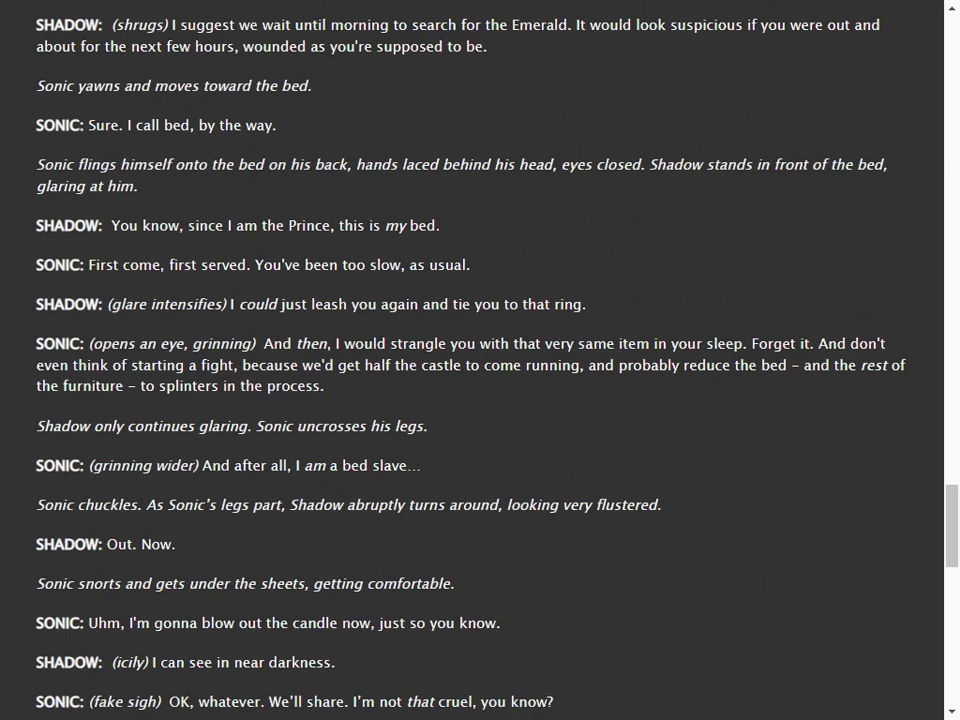 SHADOW: (shrugs) I suggest we wait until morning to search for the Emerald. It would look suspicious if you were out and
about for the next few hours, wounded as you're supposed to be.
Sonic yawns and moves toward the bed.
SONIC: Sure. I call bed, by the way.
Sonic flings himself onto the bed on his back, hands laced behind his head, eyes closed. Shadow stands in front of the bed,
glaring at him.
SHADOW: You know, since I am the Prince, this is my bed.
SONIC: First come, first served. You've been too slow, as usual.
SHADOW: (glare intensifies) I could just leash you again and tie you to that ring.
SONIC: (opens an eye, grinning) And then, I would strangle you with that very same item in your sleep. Forget it. And don't
even think of starting a fight, because we'd get half the castle to come running, and probably reduce the bed – and the rest of
the furniture – to splinters in the process.
Shadow only continues glaring. Sonic uncrosses his legs.
SONIC: (grinning wider) And after all, I am a bed slave…
Sonic chuckles. As Sonic's legs part, Shadow abruptly turns around, looking very flustered.
SHADOW: Out. Now.
Sonic snorts and gets under the sheets, getting comfortable.
SONIC: Uhm, I'm gonna blow out the candle now, just so you know.
SHADOW: (icily) I can see in near darkness.
SONIC: (fake sigh) OK, whatever. We'll share. I'm not that cruel, you know?